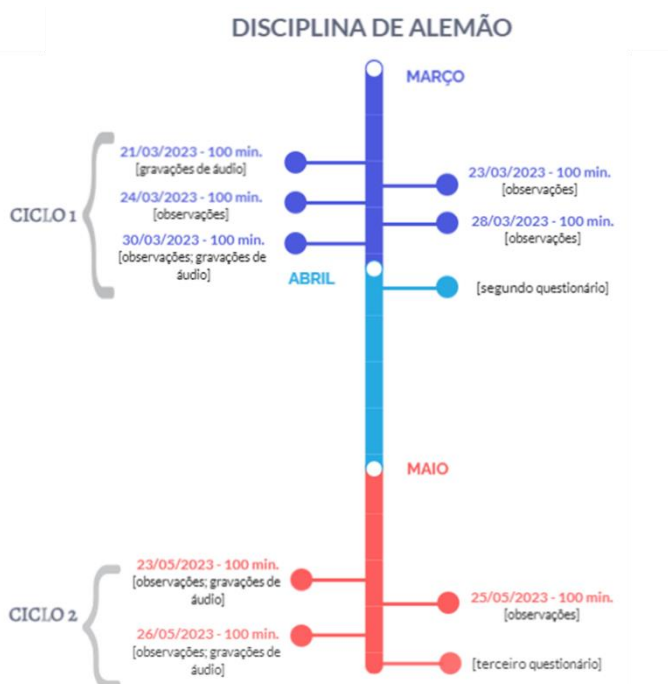 DISCIPLINA DE ALEMÃO
MARÇO
CICLO 1
21/03/2023 - 100 min.
[gravações de áudio]
23/03/2023 - 100 min.
[observações]
24/03/2023 - 100 min.
[observações]
28/03/2023 - 100 min.
[observações]
30/03/2023 - 100 min.
[observações; gravações de
áudio]
ABRIL
[segundo questionário]
MAIO
CICLO 2
23/05/2023 - 100 min.
[observações; gravações de
áudio]
25/05/2023 - 100 min.
[observações]
26/05/2023 - 100 min.
[observações; gravações de
áudio]
[terceiro questionário]